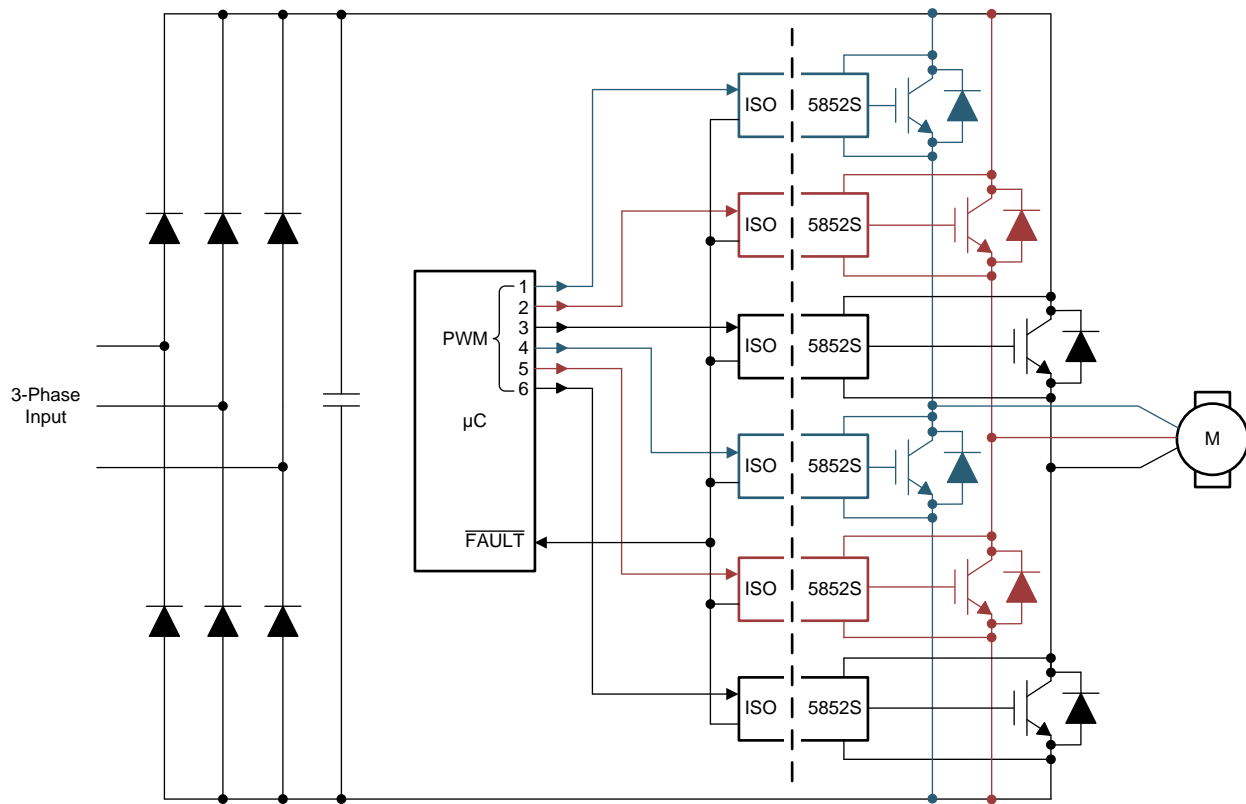 3-Phase
Input
PWM
1
2
3
4
5
6
µC
FAULT
ISO 5852S
ISO 5852S
ISO 5852S
ISO 5852S
ISO 5852S
ISO 5852S
M